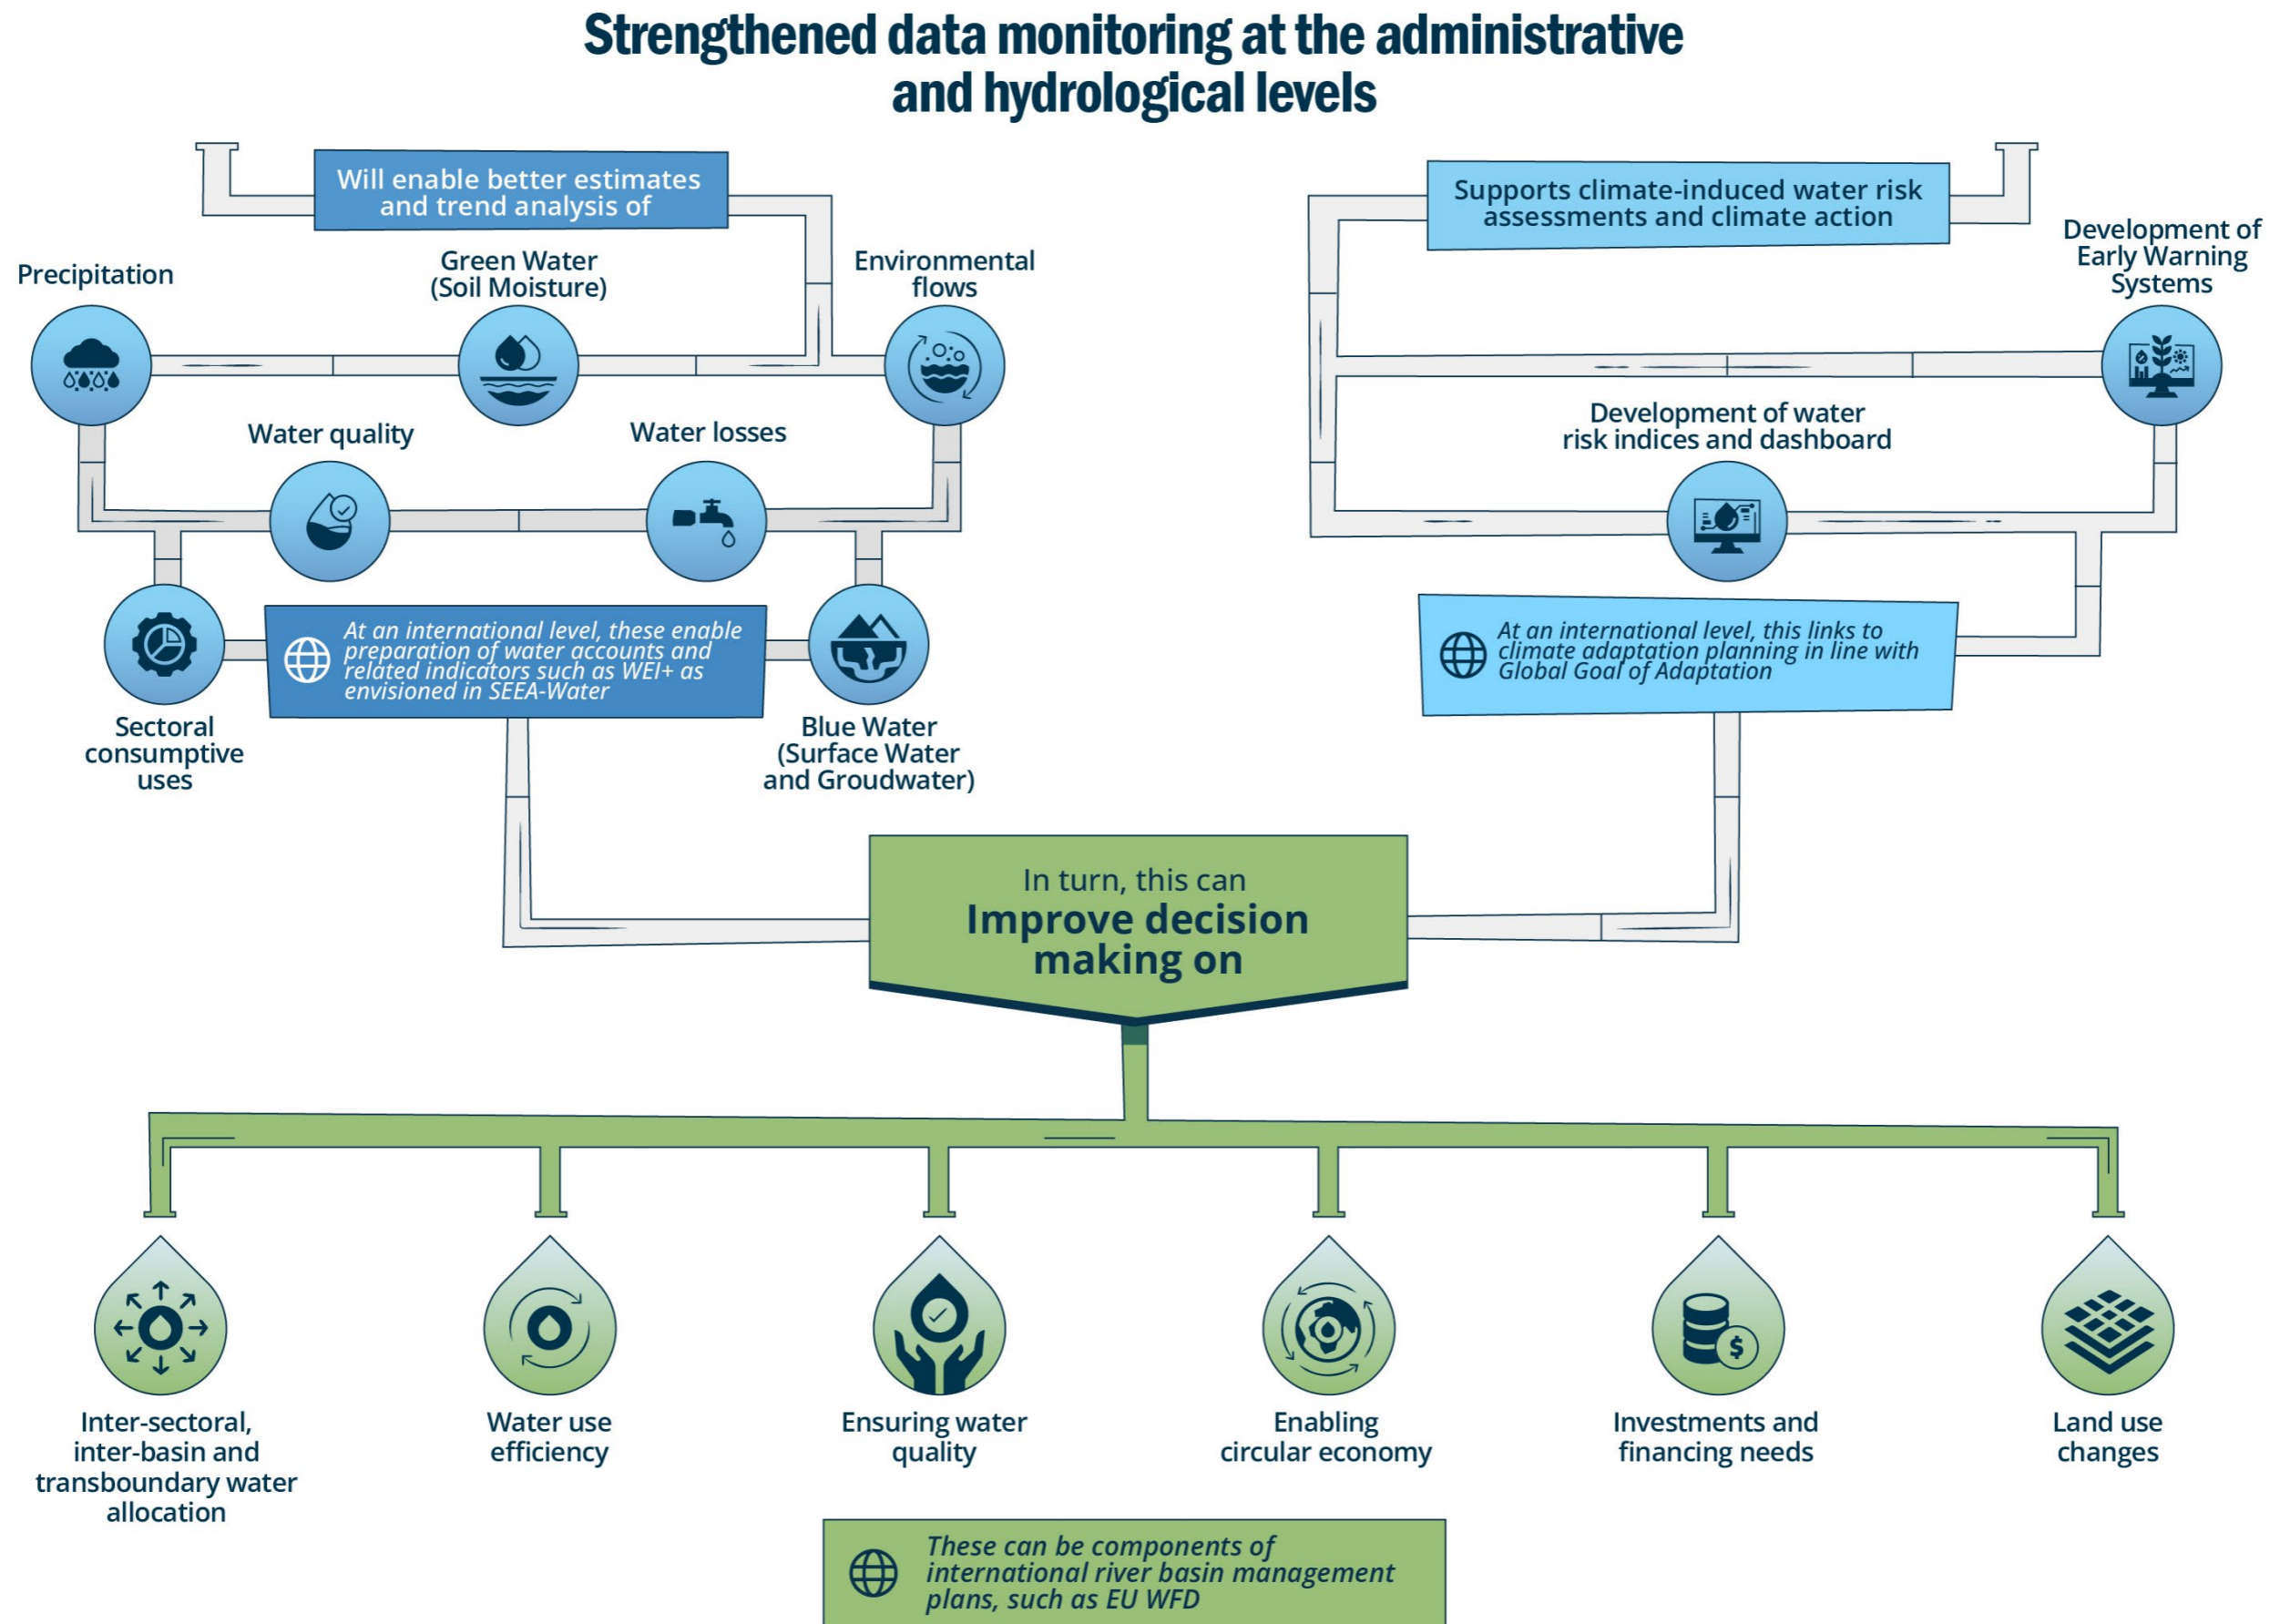 Strengthened data monitoring at the administrative
and hydrological levels
Will enable better estimates
and trend analysis of
Precipitation
Green Water
(Soil Moisture)
Environmental
flows
Water quality
Water losses
Sectoral
consumptive
uses
At an international level, these enable
preparation of water accounts and
related indicators such as WEI+ as
envisioned in SEEA-Water
Blue Water
(Surface Water
and Groudwater)
Supports climate-induced water risk
assessments and climate action
Development of
Early Warning
Systems
Development of water
risk indices and dashboard
At an international level, this links to
climate adaptation planning in line with
Global Goal of Adaptation
In turn, this can
Improve decision
making on
Inter-sectoral,
inter-basin and
transboundary water
allocation
Water use
efficiency
Ensuring water
quality
Enabling
circular economy
$
Investments and
financing needs
Land use
changes
These can be components of
international river basin management
plans, such as EU WFD